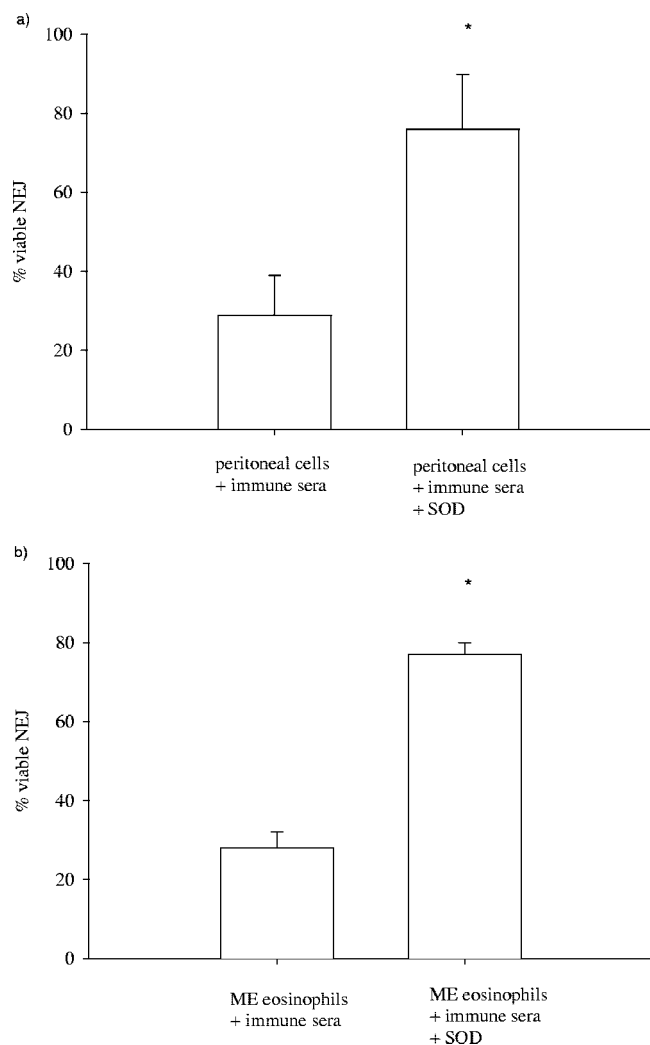 a)
*
100
80
60
40
20
0
% viable NEJ
peritoneal cells
+ immune sera
peritoneal cells
+ immune sera
+ SOD
b)
*
100
80
60
40
20
0
% viable NEJ
ME eosinophils
+ immune sera
ME eosinophils
+ immune sera
+ SOD